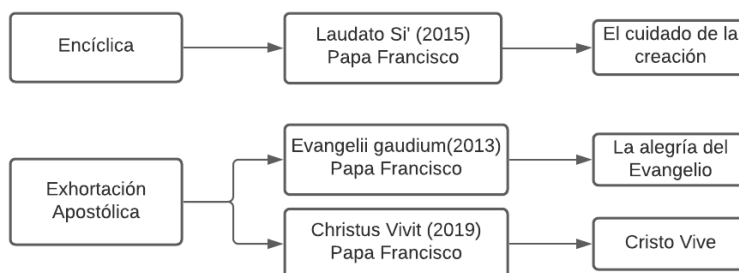 Encíclica
Laudato Si' (2015)
Papa Francisco
El cuidado de la
creación
Exhortación
Apostólica
Evangelii gaudium(2013)
Papa Francisco
La alegría del
Evangelio
Christus Vivit (2019)
Papa Francisco
Cristo Vive